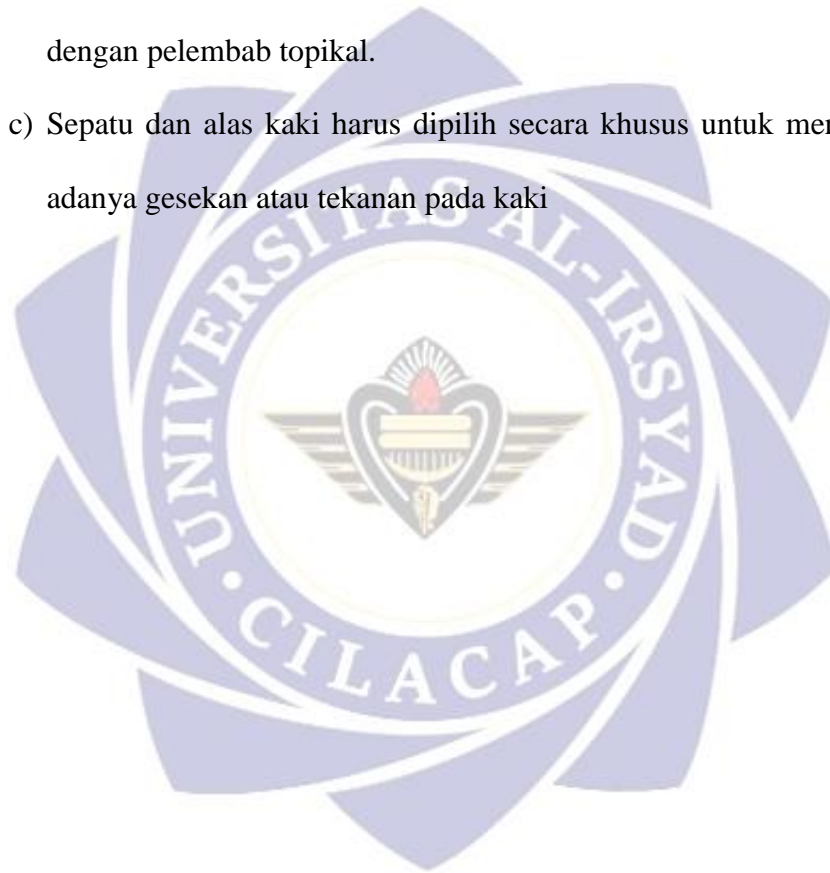 dengan pelembab topikal.
c) Sepatu dan alas kaki harus dipilih secara khusus untuk
adanya gesekan atau tekanan pada kaki
UNIVERSITAS AL-IRSYAD
CILACAP